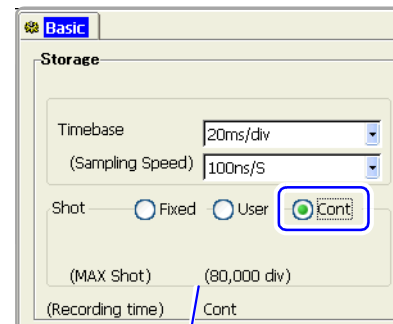 Basic
Storage
Timebase 20ms/div
(Sampling Speed) 100ns/S
Shot Fixed User Cont
(MAX Shot) (80,000 div)
(Recording time) Cont